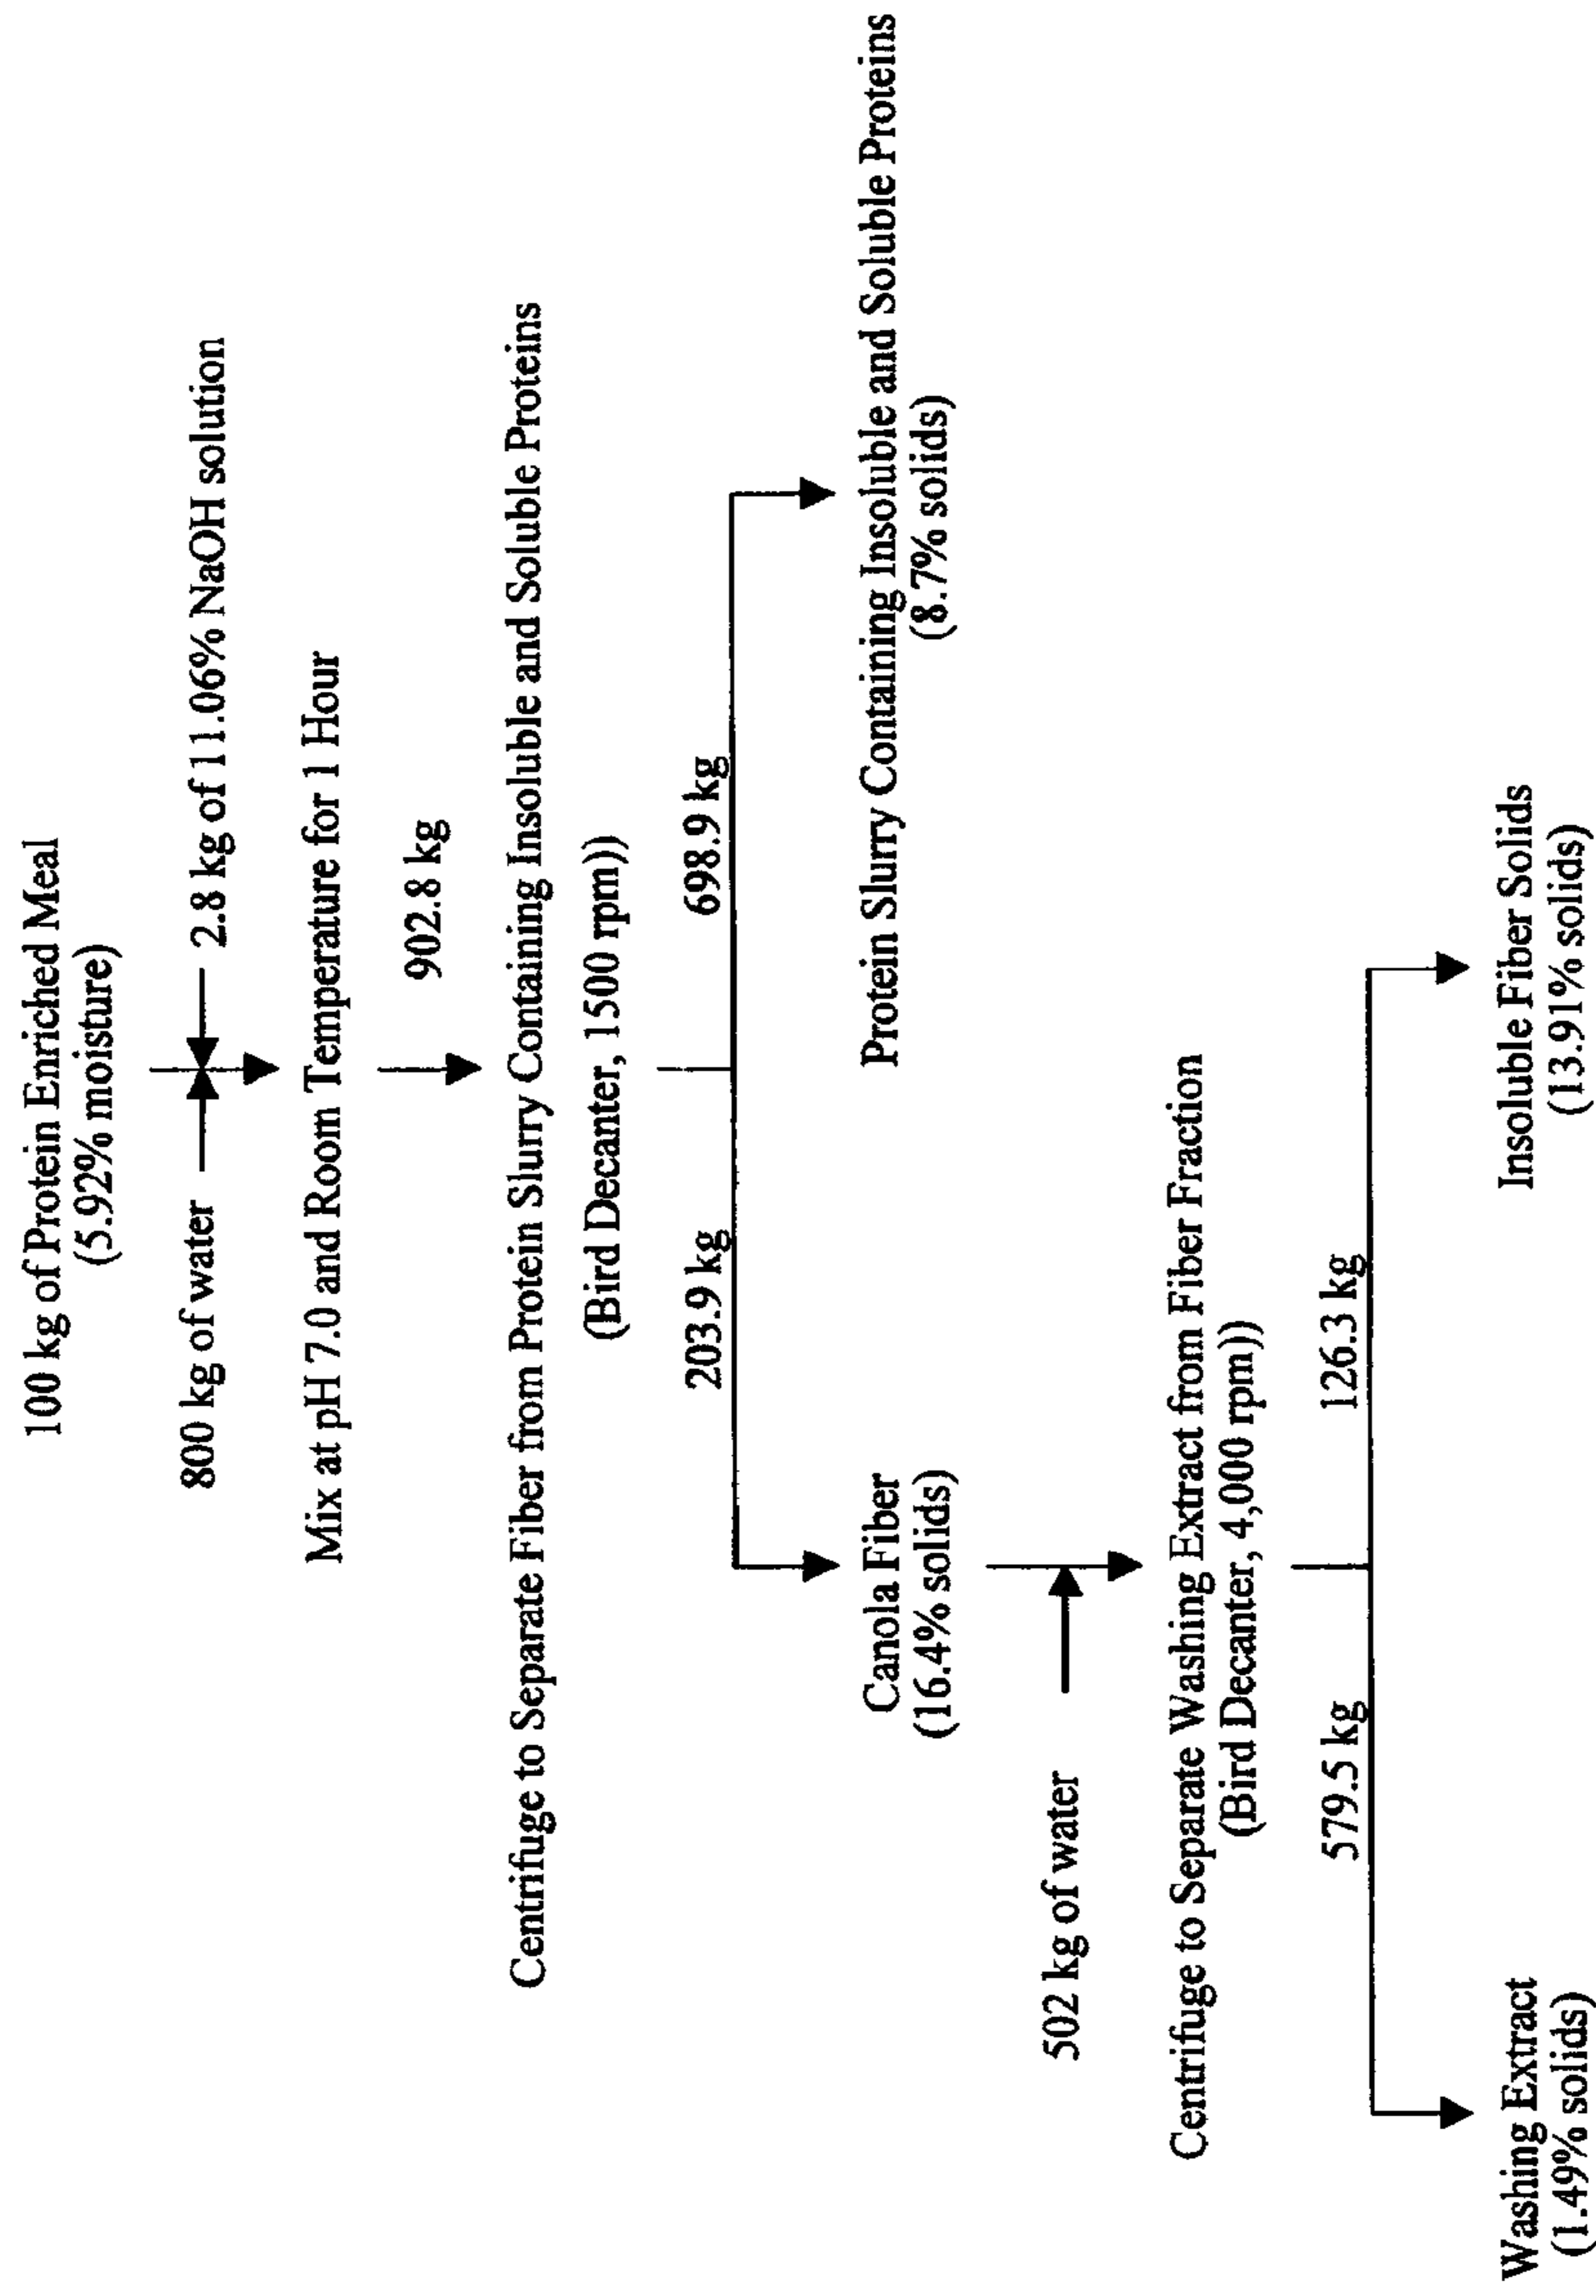 100 kg of Protein Enriched Meal
(5.92% moisture)
800 kg of water
2.8 kg of 11.06% NaOH solution
Mix at pH 7.0 and Room Temperature for 1 Hour
902.8 kg
Centrifuge to Separate Fiber from Protein Slurry Containing Insoluble and Soluble Proteins
(Bird Decanter, 1500 rpm))
203.9 kg
698.9 kg
Canola Fiber
(16.4% solids)
Protein Slurry Containing Insoluble and Soluble Proteins
(8.7% solids)
502 kg of water
Centrifuge to Separate Washing Extract from Fiber Fraction
(Bird Decanter, 4,000 rpm))
579.5 kg
126.3 kg
Washing Extract
(1.49% solids)
Insoluble Fiber Solids
(13.91% solids)